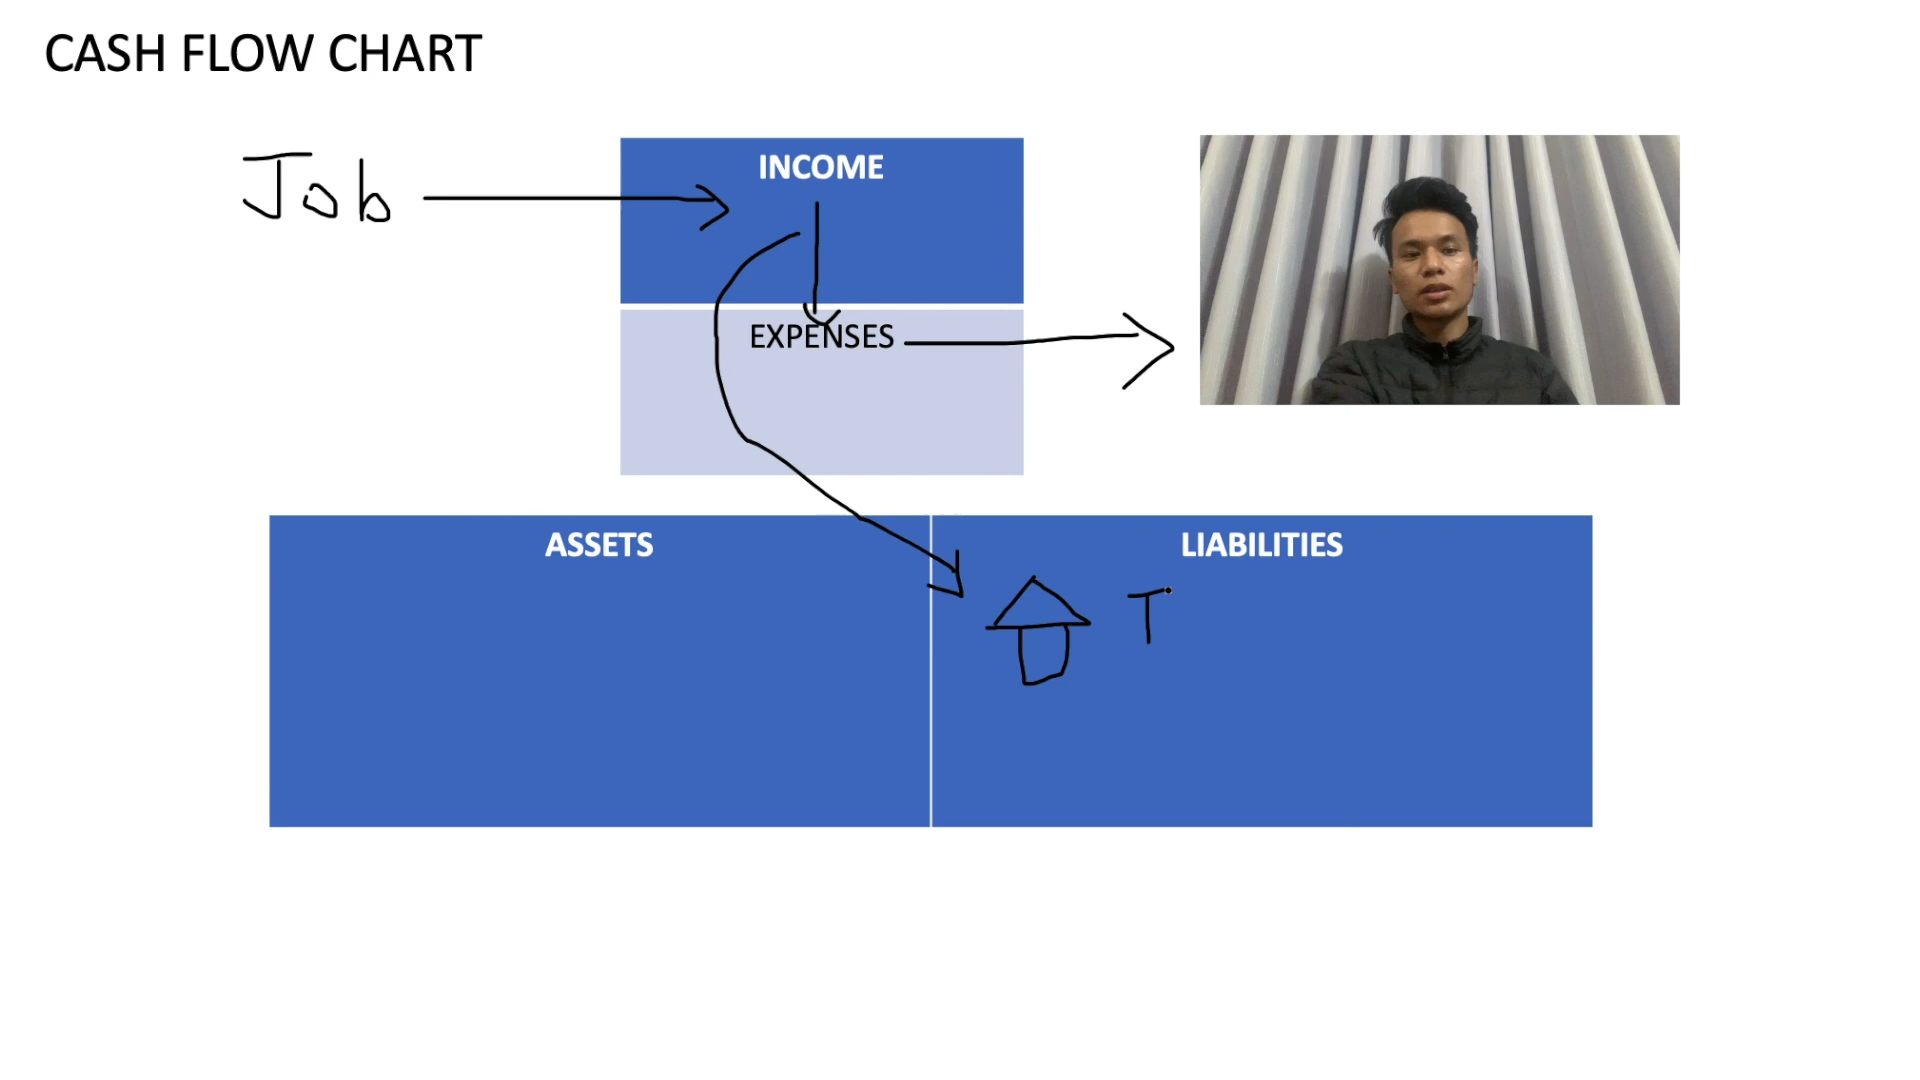 CASH FLOW CHART
Job
INCOME
EXPENSES
ASSETS
LIABILITIES
T